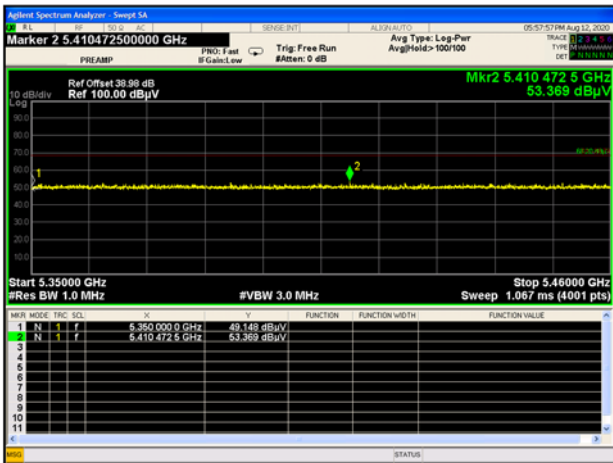 Agilent Spectrum Analyzer - Swept SA
RL RF 50 Ω AC SENSE:INT ALIGN AUTO 05:57:57 PM Aug 12, 2020
Marker 2 5.410472500000 GHz
PREAMP
PNO: Fast
IFGain:Low
Trig: Free Run
#Atten: 0 dB
Avg Type: Log-Pwr
Avg|Hold:>100/100
TRACE 1 2 3 4 5 6
TYPE M
DET P N N N N N
Mkr2 5.410 472 5 GHz
53.369 dBµV
Ref Offset 38.98 dB
10 dB/div Ref 100.00 dBµV
Log
90.0
80.0
70.0
60.0
50.0
40.0
30.0
20.0
10.0
1
2
Start 5.35000 GHz Stop 5.46000 GHz
#Res BW 1.0 MHz #VBW 3.0 MHz Sweep 1.067 ms (4001 pts)
MKR MODE TRC SCL X Y FUNCTION FUNCTION WIDTH FUNCTION VALUE
1 N 1 f 5.350 000 0 GHz 49.148 dBµV
2 N 1 f 5.410 472 5 GHz 53.369 dBµV
3
4
5
6
7
8
9
10
11
MSG STATUS